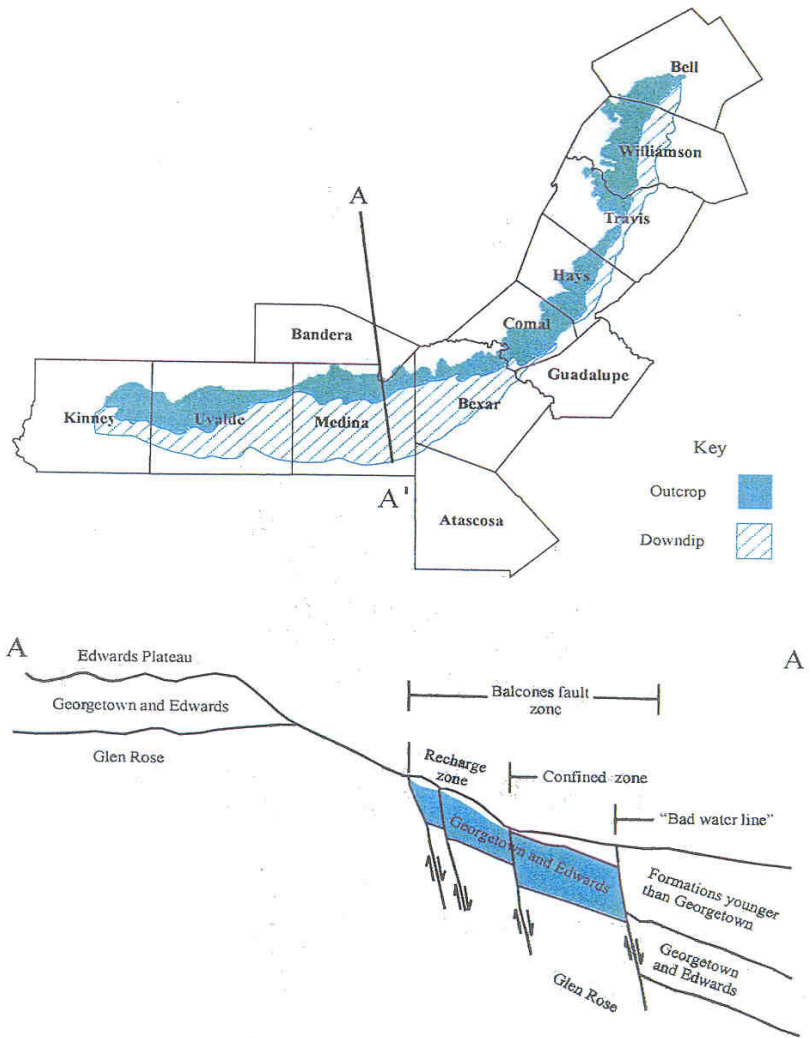 Bell
Williamson
A
Travis
Hays
Comal
Bandera
Guadalupe
Kinney
Uvalde
Medina
Bexar
Key
A'
Outcrop
Atascosa
Downdip
A
A
Edwards Plateau
Georgetown and Edwards
Glen Rose
Balcones fault
zone
Recharge
zone
Confined zone
"Bad water line"
Georgetown and Edwards
Formations younger
than Georgetown
Georgetown
and Edwards
Glen Rose